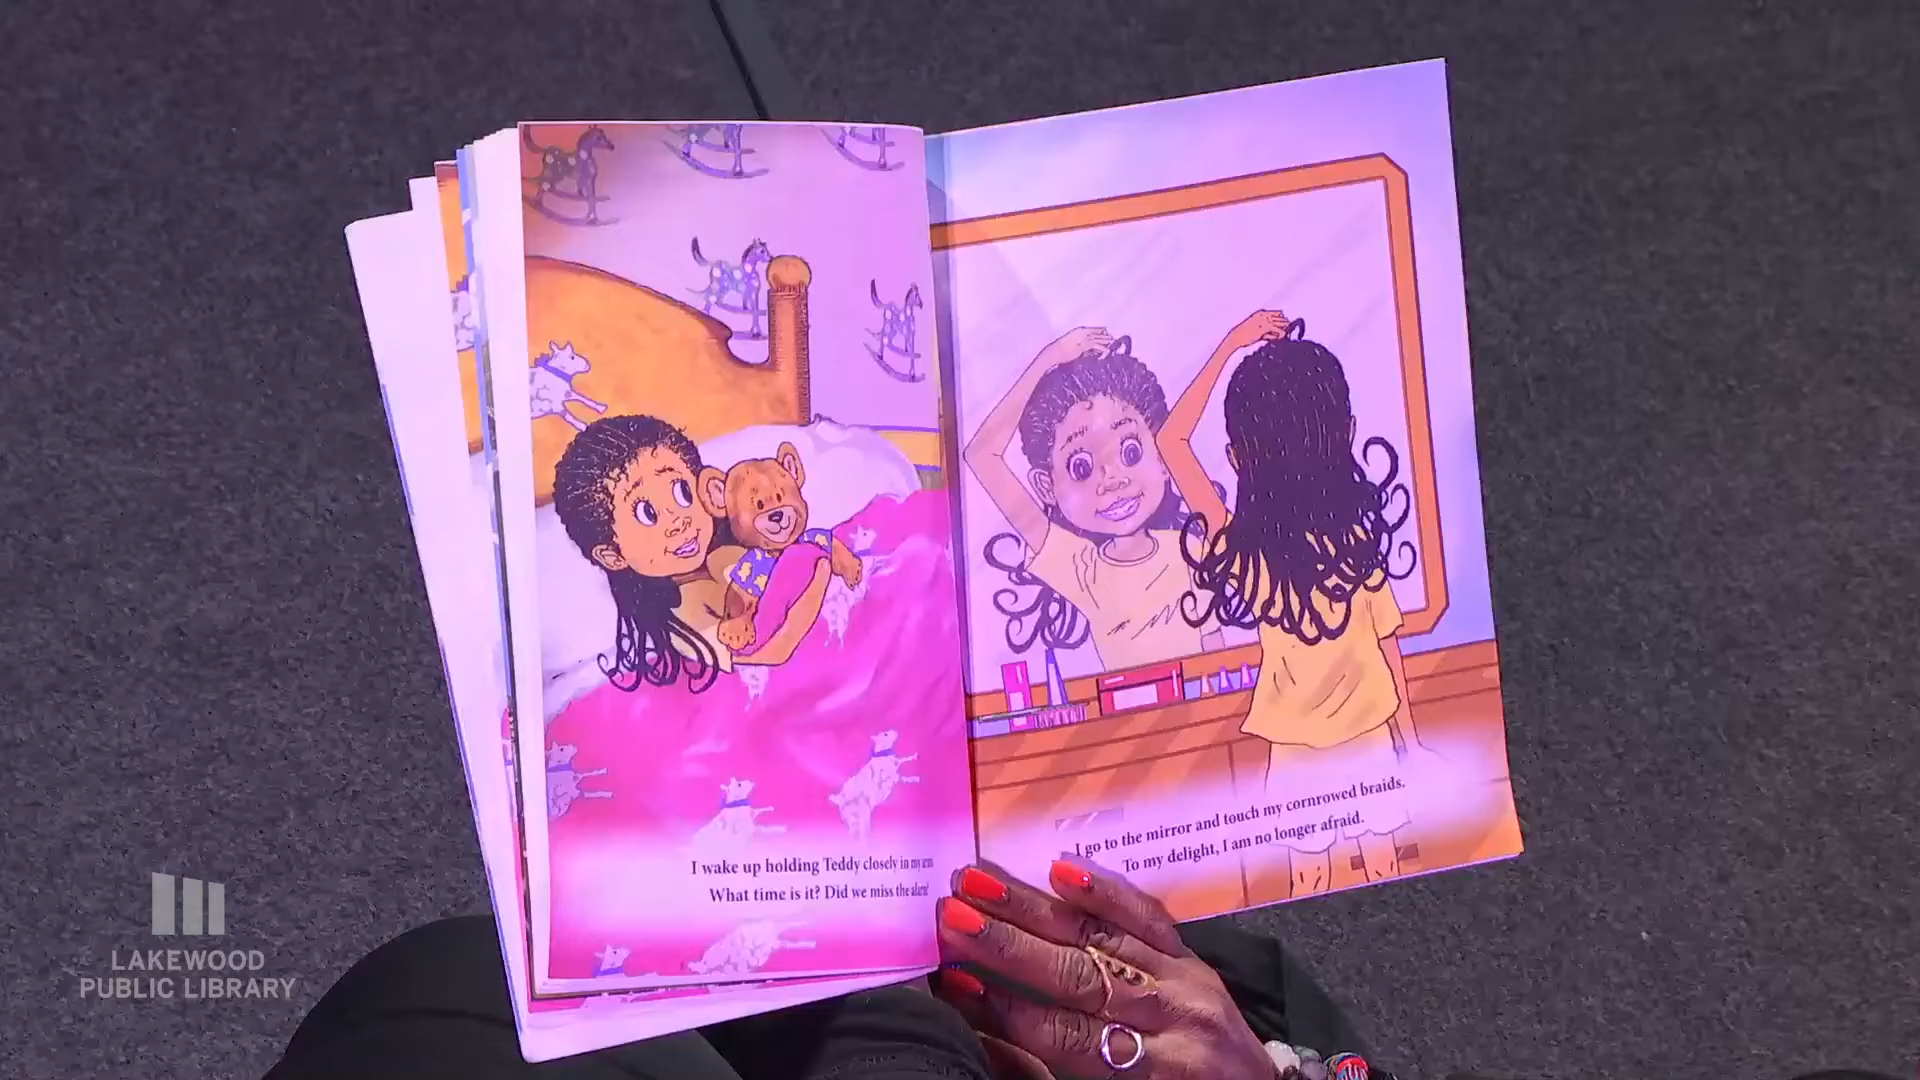 I wake up holding Teddy closely in my arms
What time is it? Did we miss the alarm?
I go to the mirror and touch my cornrowed braids.
To my delight, I am no longer afraid.
LAKEWOOD
PUBLIC LIBRARY